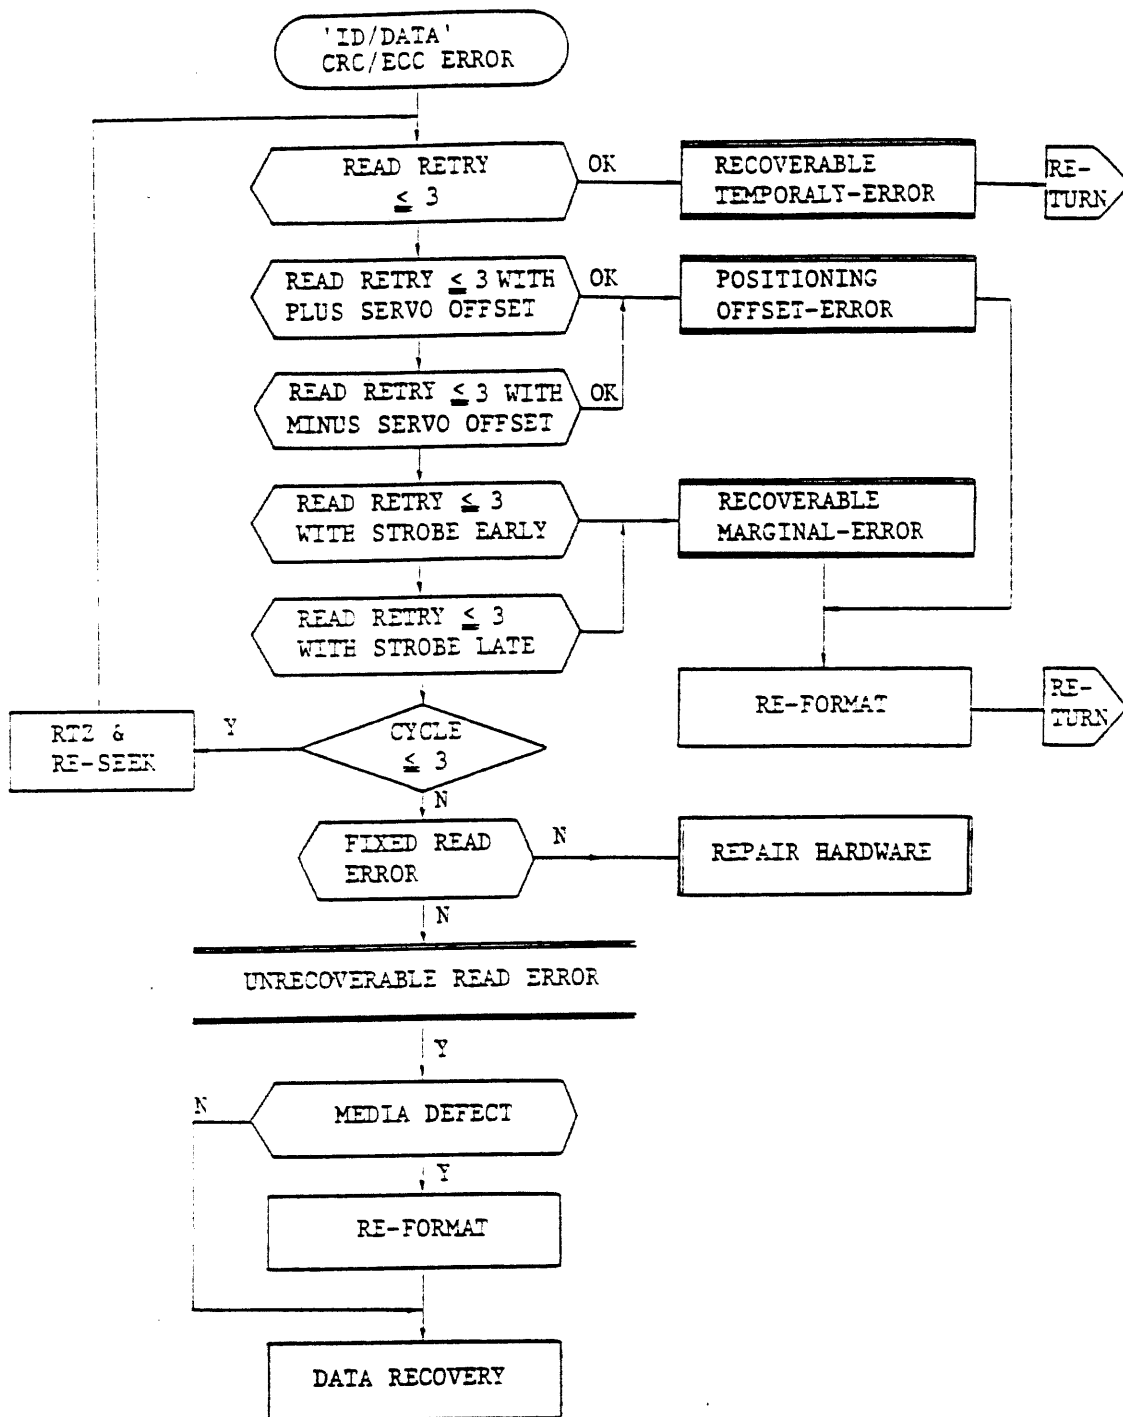 'ID/DATA'
CRC/ECC ERROR
READ RETRY
≤ 3
OK
RECOVERABLE
TEMPORALY-ERROR
RE-
TURN
READ RETRY ≤ 3 WITH
PLUS SERVO OFFSET
OK
POSITIONING
OFFSET-ERROR
READ RETRY ≤ 3 WITH
MINUS SERVO OFFSET
OK
READ RETRY ≤ 3
WITH STROBE EARLY
RECOVERABLE
MARGINAL-ERROR
READ RETRY ≤ 3
WITH STROBE LATE
RE-FORMAT
RE-
TURN
RTZ &
RE-SEEK
Y
CYCLE
≤ 3
N
FIXED READ
ERROR
N
REPAIR HARDWARE
N
UNRECOVERABLE READ ERROR
Y
N
MEDIA DEFECT
Y
RE-FORMAT
DATA RECOVERY